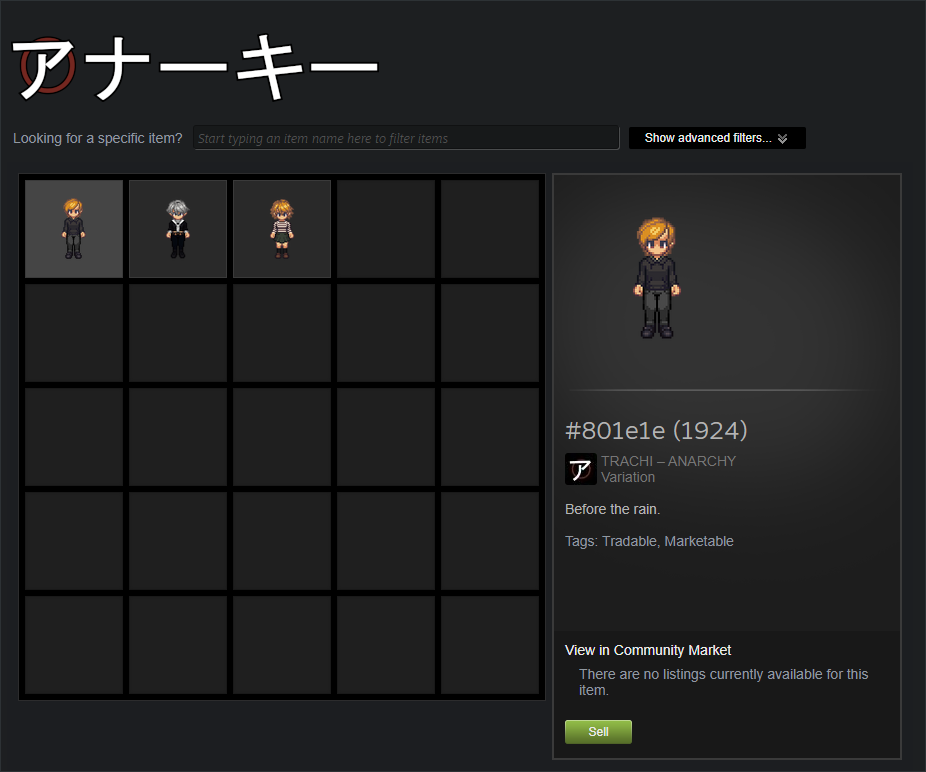 アナーキー
Looking for a specific item? Start typing an item name here to filter items Show advanced filters...
#801e1e (1924)
ア TRACHI – ANARCHY
Variation
Before the rain.
Tags: Tradable, Marketable
View in Community Market
There are no listings currently available for this
item.
Sell